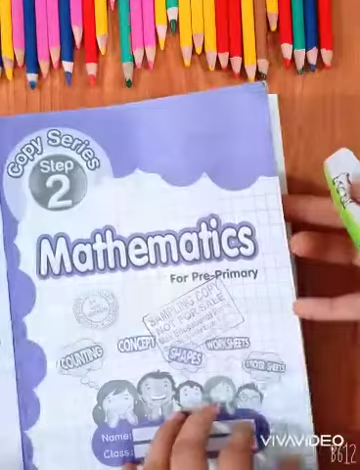 Copy Series
Step
2
Mathematics
For Pre-Primary
SAMPLING COPY
NOT FOR SALE
COUNTING
CONCEPT
SHAPES
WORKSHEETS
STICKER SHEETS
Name:
Class:
VIVAVIDEO
B612